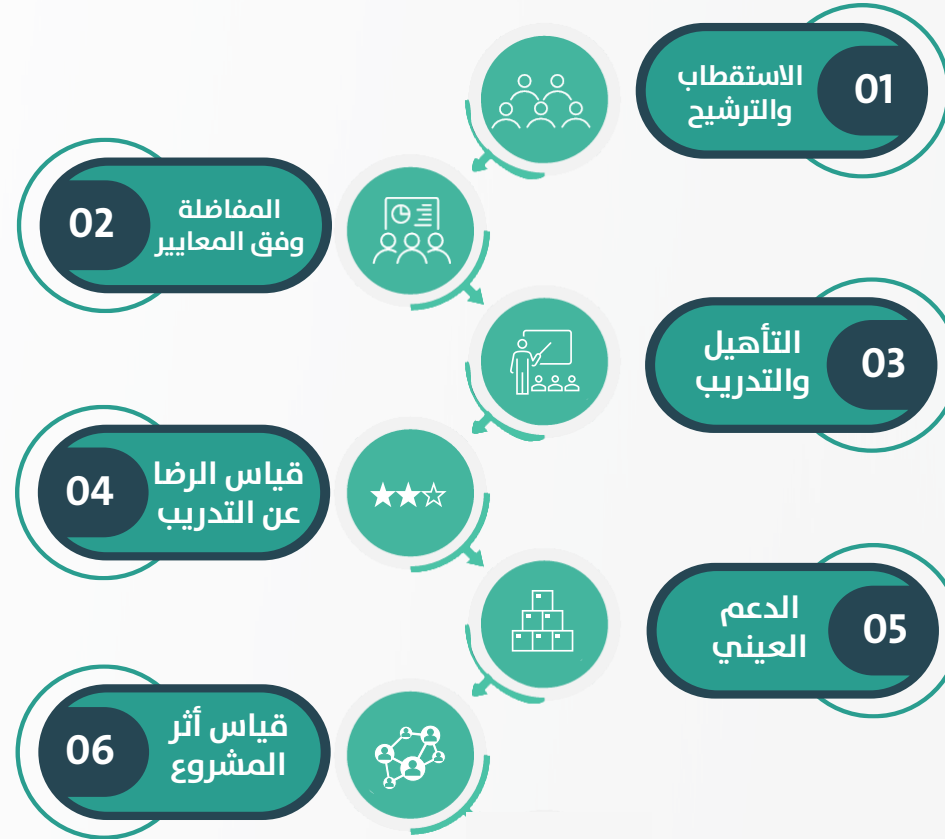 01
الاستقطاب
والترشيح
02
المفاضلة
وفق المعايير
03
التأهيل
والتدريب
04
قياس الرضا
عن التدريب
05
الدعم
العيني
06
قياس أثر
المشروع